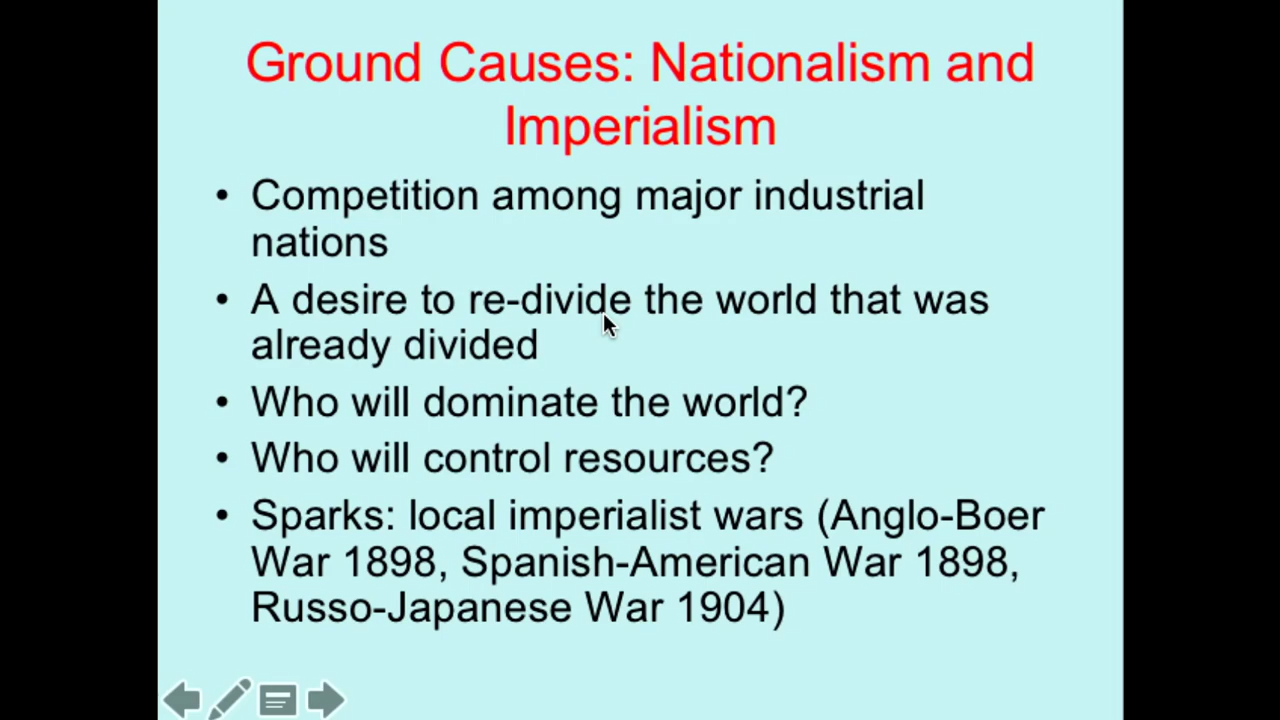 Ground Causes: Nationalism and
Imperialism
• Competition among major industrial
nations
• A desire to re-divide the world that was
already divided
• Who will dominate the world?
• Who will control resources?
• Sparks: local imperialist wars (Anglo-Boer
War 1898, Spanish-American War 1898,
Russo-Japanese War 1904)